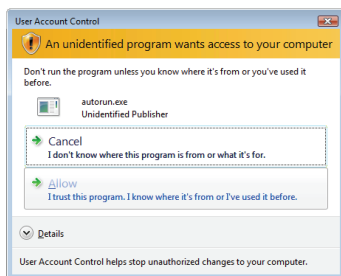 User Account Control
An unidentified program wants access to your computer
Don't run the program unless you know where it's from or you've used it
before.
autorun.exe
Unidentified Publisher
Cancel
I don't know where this program is from or what it's for.
Allow
I trust this program. I know where it's from or I've used it before.
Details
User Account Control helps stop unauthorized changes to your computer.